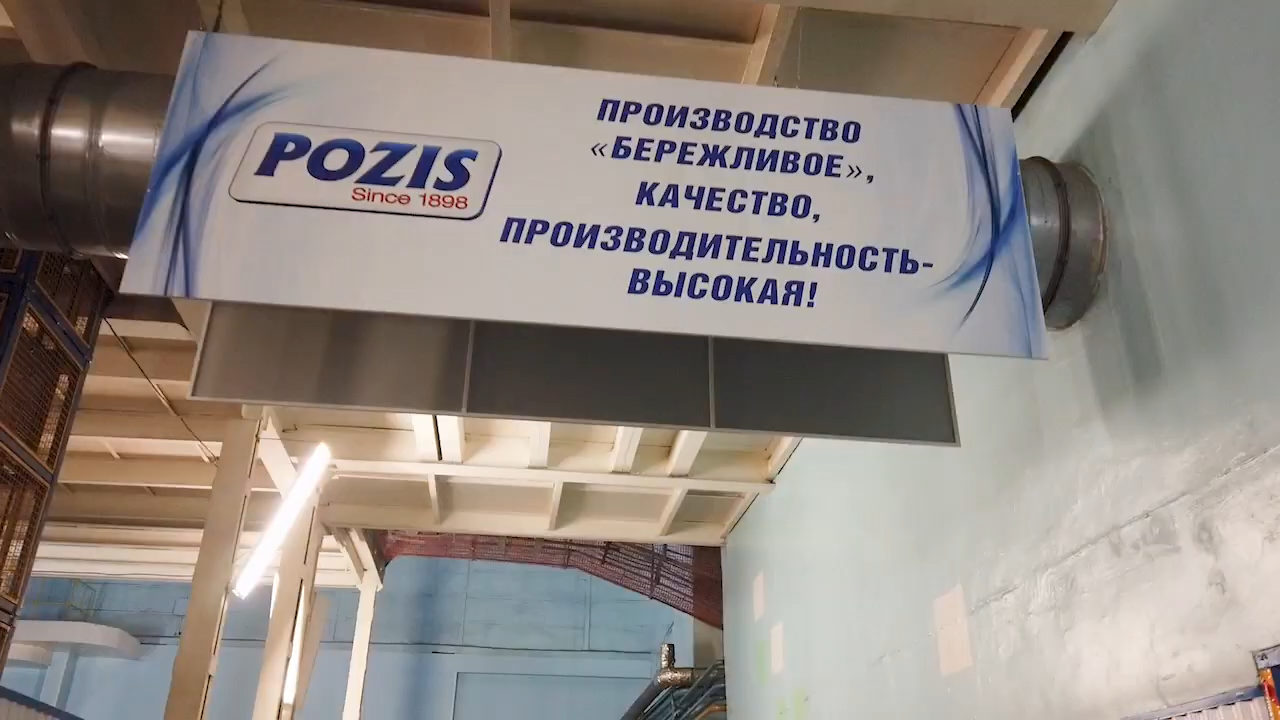 POZIS
Since 1898
ПРОИЗВОДСТВО
«БЕРЕЖЛИВОЕ»,
КАЧЕСТВО,
ПРОИЗВОДИТЕЛЬНОСТЬ-
ВЫСОКАЯ!